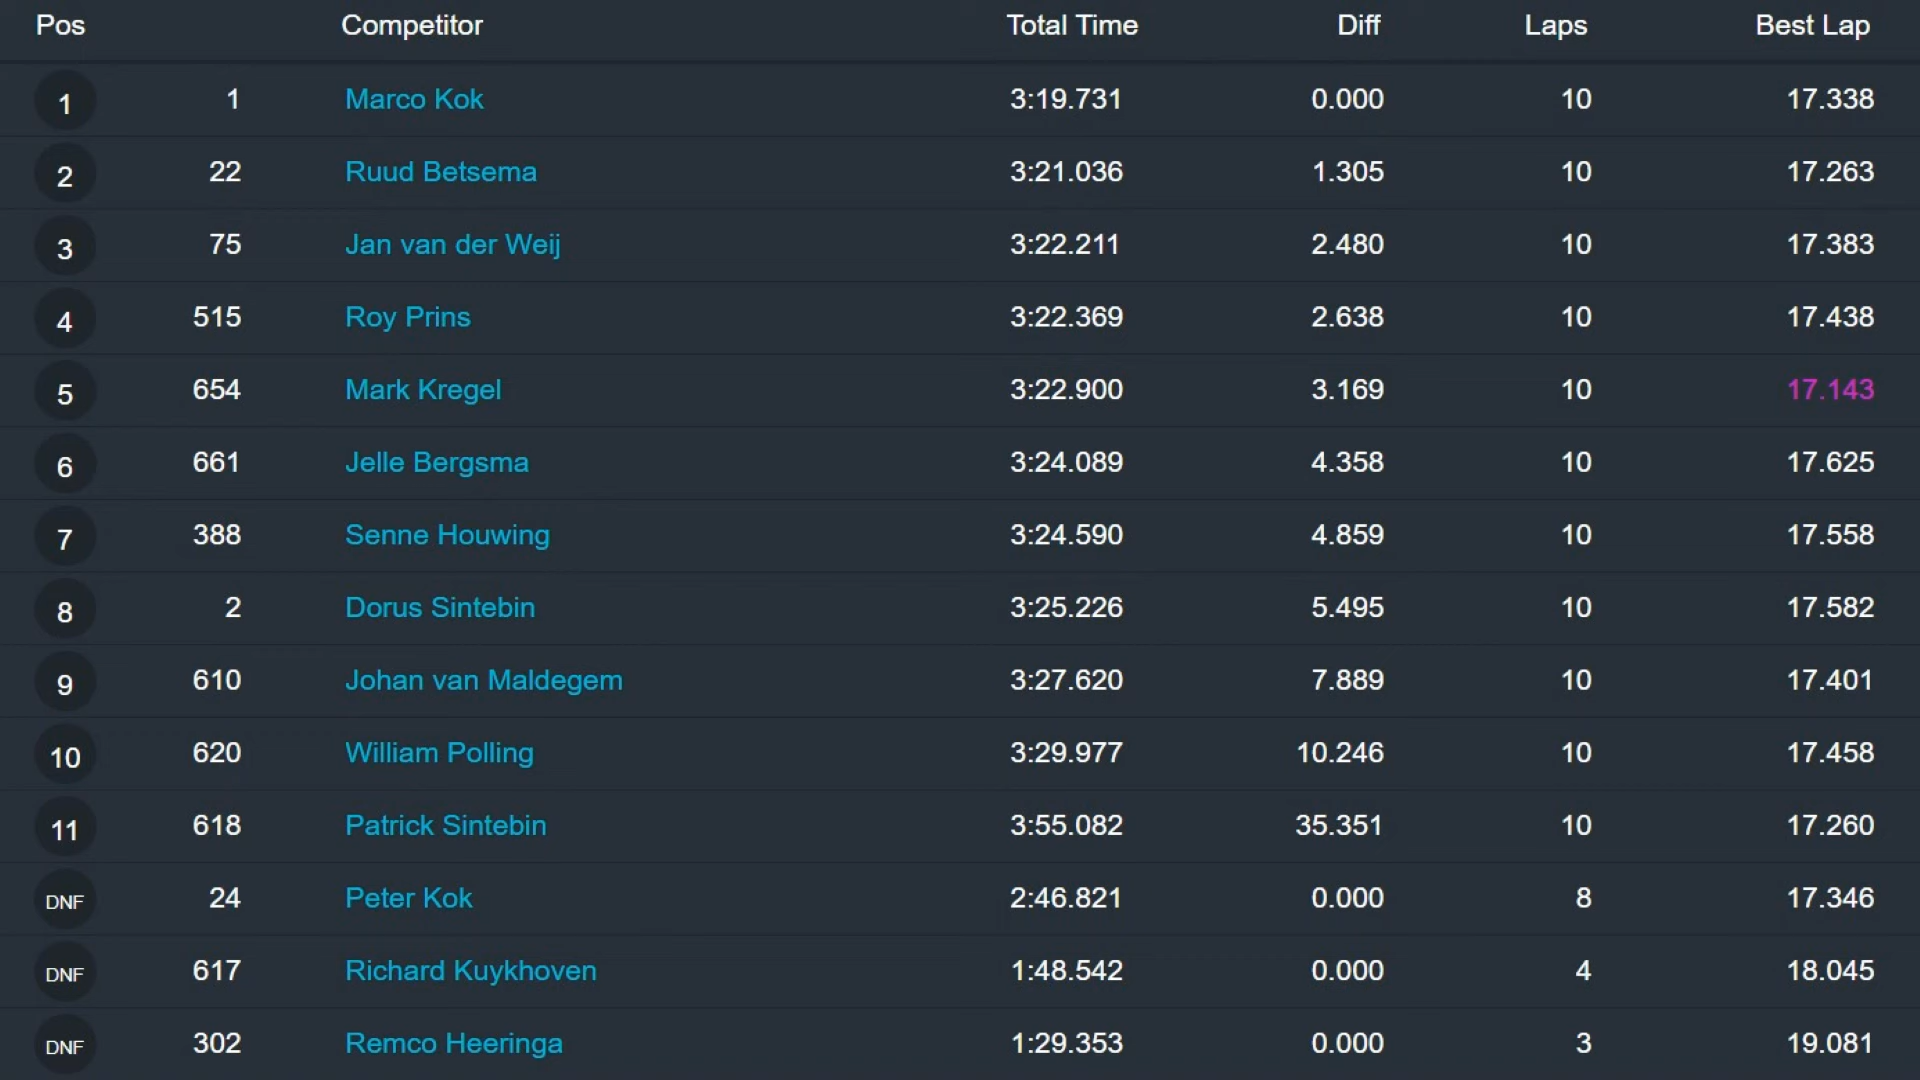 Pos Competitor Total Time Diff Laps Best Lap
1 1 Marco Kok 3:19.731 0.000 10 17.338
2 22 Ruud Betsema 3:21.036 1.305 10 17.263
3 75 Jan van der Weij 3:22.211 2.480 10 17.383
4 515 Roy Prins 3:22.369 2.638 10 17.438
5 654 Mark Kregel 3:22.900 3.169 10 17.143
6 661 Jelle Bergsma 3:24.089 4.358 10 17.625
7 388 Senne Houwing 3:24.590 4.859 10 17.558
8 2 Dorus Sintebin 3:25.226 5.495 10 17.582
9 610 Johan van Maldegem 3:27.620 7.889 10 17.401
10 620 William Polling 3:29.977 10.246 10 17.458
11 618 Patrick Sintebin 3:55.082 35.351 10 17.260
DNF 24 Peter Kok 2:46.821 0.000 8 17.346
DNF 617 Richard Kuykhoven 1:48.542 0.000 4 18.045
DNF 302 Remco Heeringa 1:29.353 0.000 3 19.081